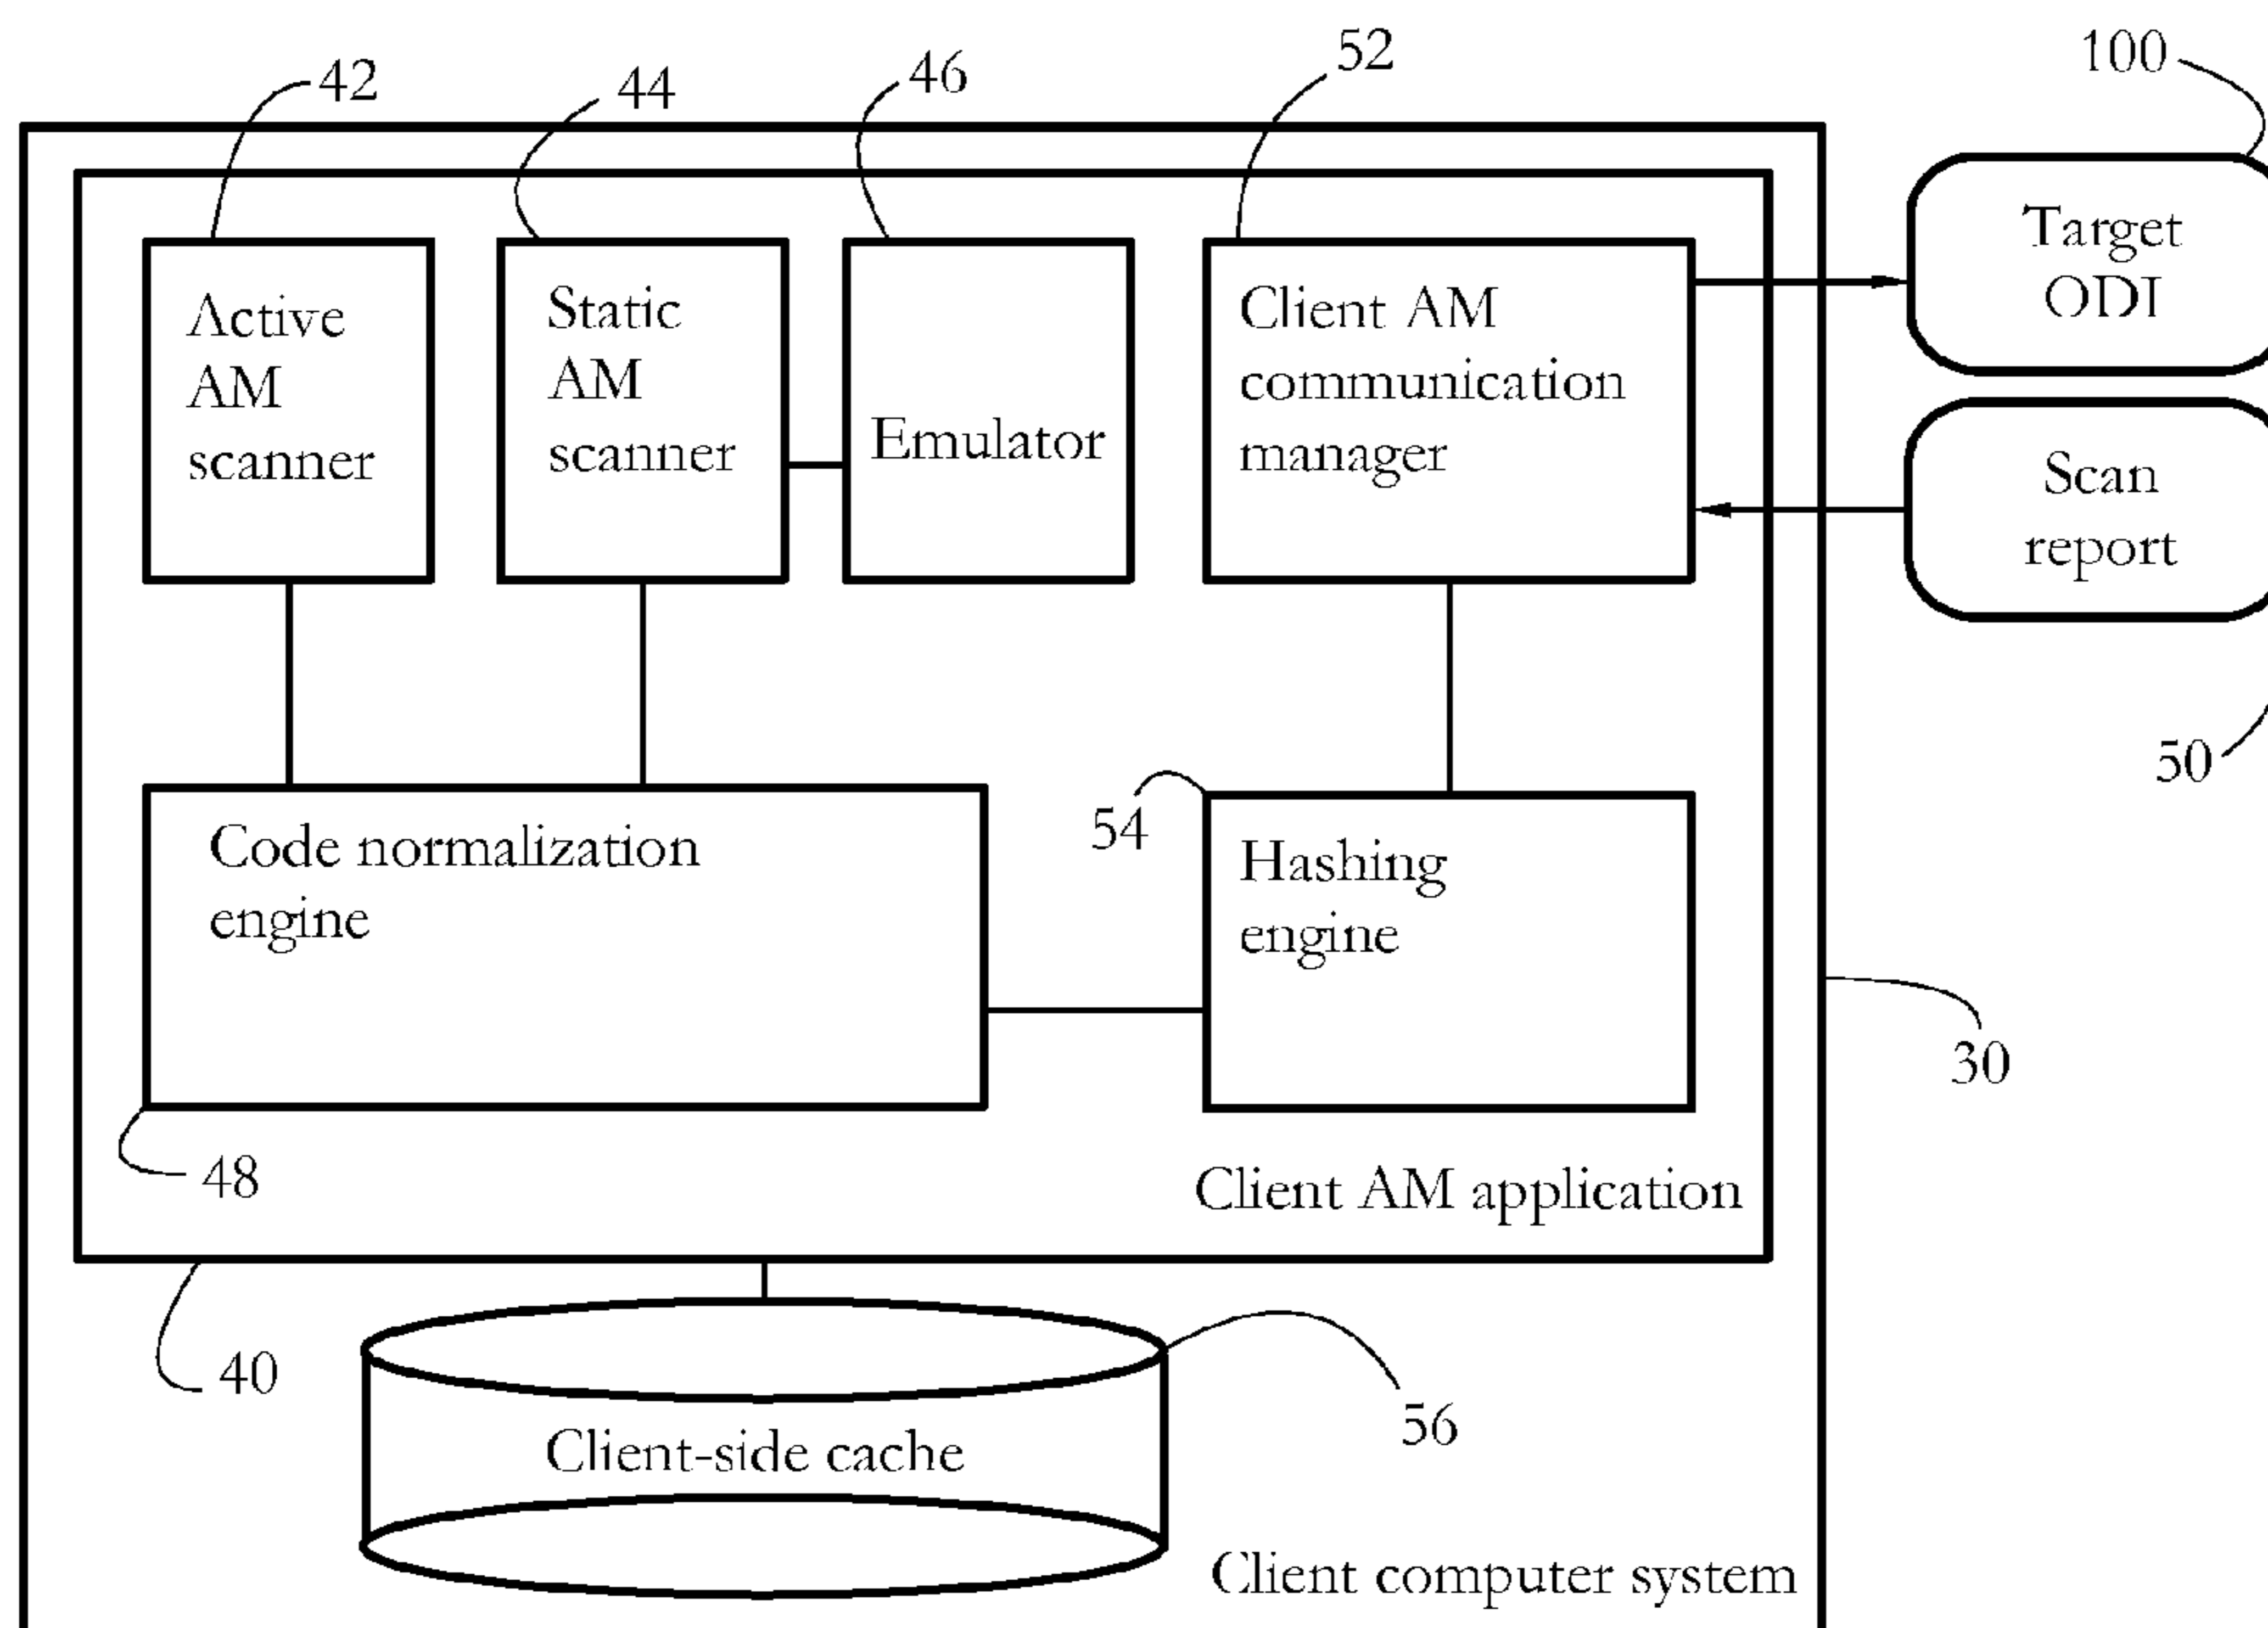 42
44
46
52
100
Active
AM
scanner
Static
AM
scanner
Emulator
Client AM
communication
manager
Target
ODI
Scan
report
50
Code normalization
engine
54
Hashing
engine
30
48
Client AM application
40
56
Client-side cache
Client computer system